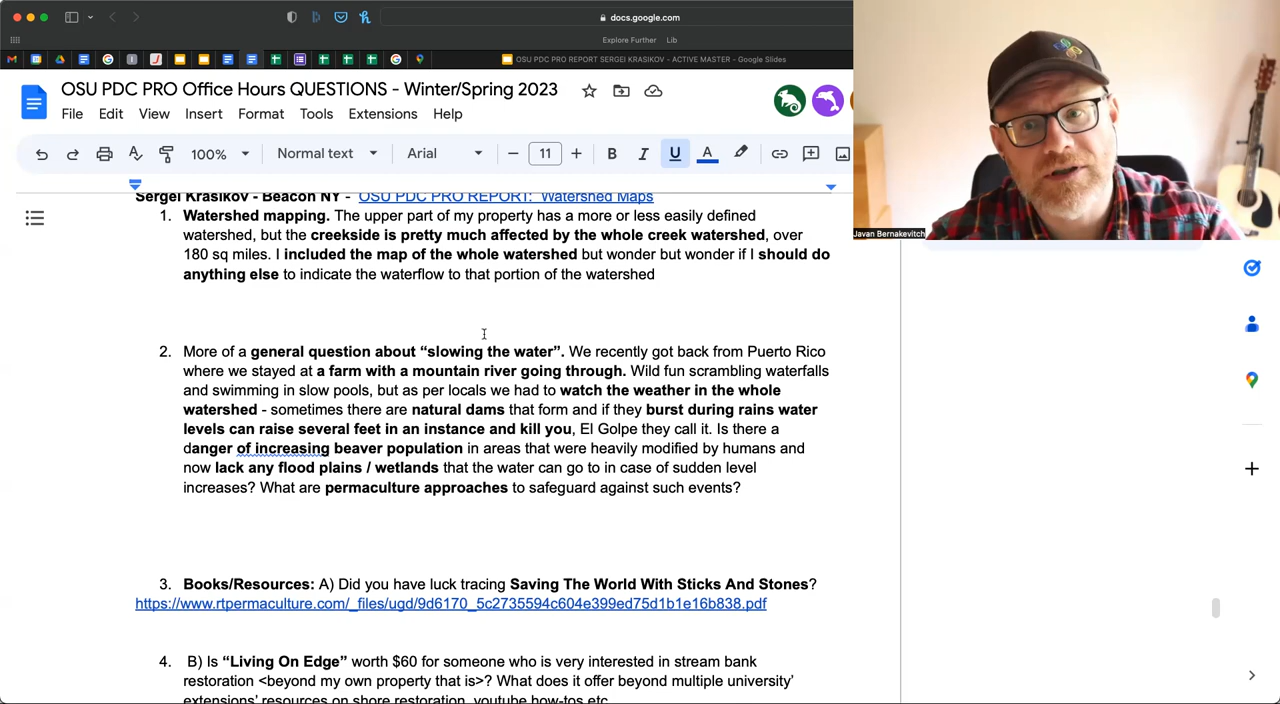 docs.google.com
Explore Further Lib
OSU PDC PRO REPORT SERGEI KRASIKOV - ACTIVE MASTER - Google Slides
OSU PDC PRO Office Hours QUESTIONS - Winter/Spring 2023
File Edit View Insert Format Tools Extensions Help
100% Normal text Arial 11 B I U A
Javan Bernakevitch
Sergei Krasikov - Beacon NY - OSU PDC PRO REPORT: Watershed Maps
1. Watershed mapping. The upper part of my property has a more or less easily defined
watershed, but the creekside is pretty much affected by the whole creek watershed, over
180 sq miles. I included the map of the whole watershed but wonder but wonder if I should do
anything else to indicate the waterflow to that portion of the watershed
2. More of a general question about “slowing the water”. We recently got back from Puerto Rico
where we stayed at a farm with a mountain river going through. Wild fun scrambling waterfalls
and swimming in slow pools, but as per locals we had to watch the weather in the whole
watershed - sometimes there are natural dams that form and if they burst during rains water
levels can raise several feet in an instance and kill you, El Golpe they call it. Is there a
danger of increasing beaver population in areas that were heavily modified by humans and
now lack any flood plains / wetlands that the water can go to in case of sudden level
increases? What are permaculture approaches to safeguard against such events?
3. Books/Resources: A) Did you have luck tracing Saving The World With Sticks And Stones?
https://www.rtpermaculture.com/_files/ugd/9d6170_5c2735594c604e399ed75d1b1e16b838.pdf
4. B) Is “Living On Edge” worth $60 for someone who is very interested in stream bank
restoration <beyond my own property that is>? What does it offer beyond multiple university’
extensions’ resources on shore restoration, youtube how-tos etc